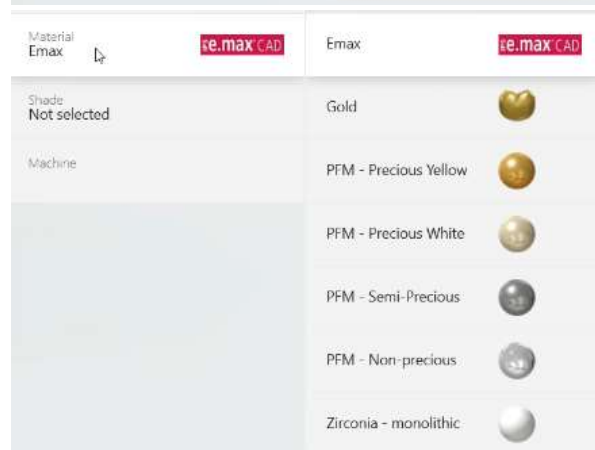 Material
Emax
e.max CAD
Shade
Not selected
Machine
Emax
e.max CAD
Gold
PFM - Precious Yellow
PFM - Precious White
PFM - Semi-Precious
PFM - Non-precious
Zirconia - monolithic